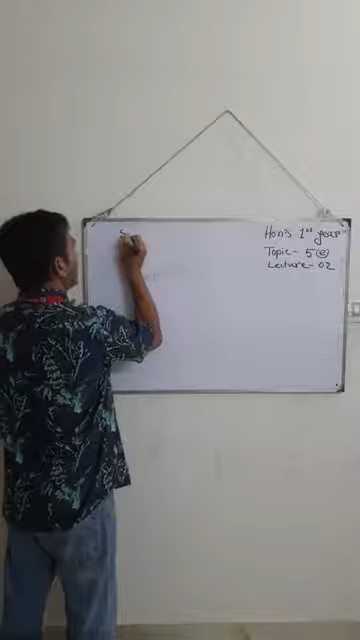 Hon's 1st year
Topic - 5(c)
Lecture - 02